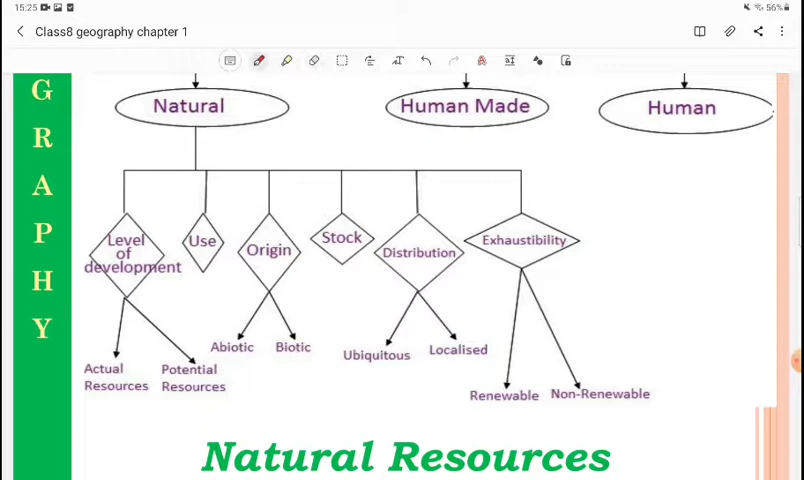 15:25
56%
Class8 geography chapter 1
G
R
A
P
H
Y
Natural
Human Made
Human
Level
of
development
Use
Origin
Stock
Distribution
Exhaustibility
Abiotic
Biotic
Ubiquitous
Localised
Actual
Resources
Potential
Resources
Renewable
Non-Renewable
Natural Resources